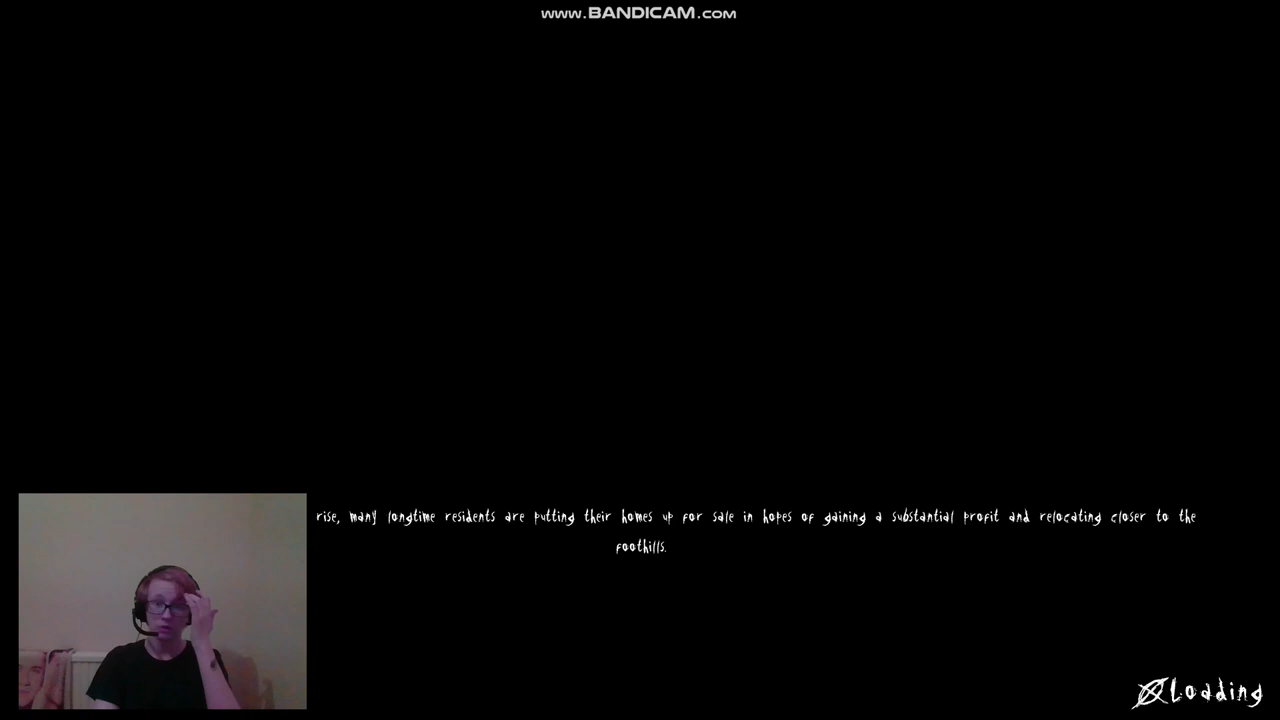 www.BANDICAM.com
rise, many longtime residents are putting their homes up for sale in hopes of gaining a substantial profit and relocating closer to the
foothills.
Loading